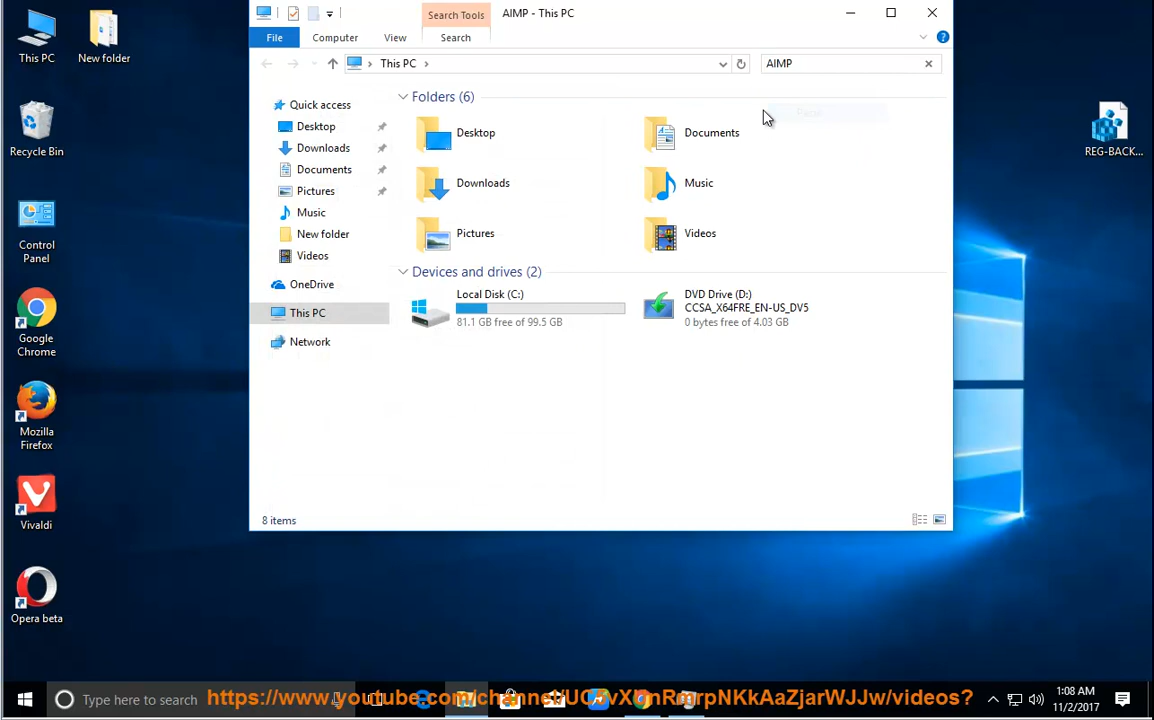 This PC
New folder
Recycle Bin
Control
Panel
Google
Chrome
Mozilla
Firefox
Vivaldi
Opera beta
REG-BACK...
Search Tools
AIMP - This PC
File
Computer
View
Search
This PC
AIMP
Quick access
Desktop
Downloads
Documents
Pictures
Music
New folder
Videos
OneDrive
This PC
Network
Folders (6)
Desktop
Documents
Downloads
Music
Pictures
Videos
Devices and drives (2)
Local Disk (C:)
81.1 GB free of 99.5 GB
DVD Drive (D:)
CCSA_X64FRE_EN-US_DV5
0 bytes free of 4.03 GB
8 items
Type here to search
1:08 AM
11/2/2017